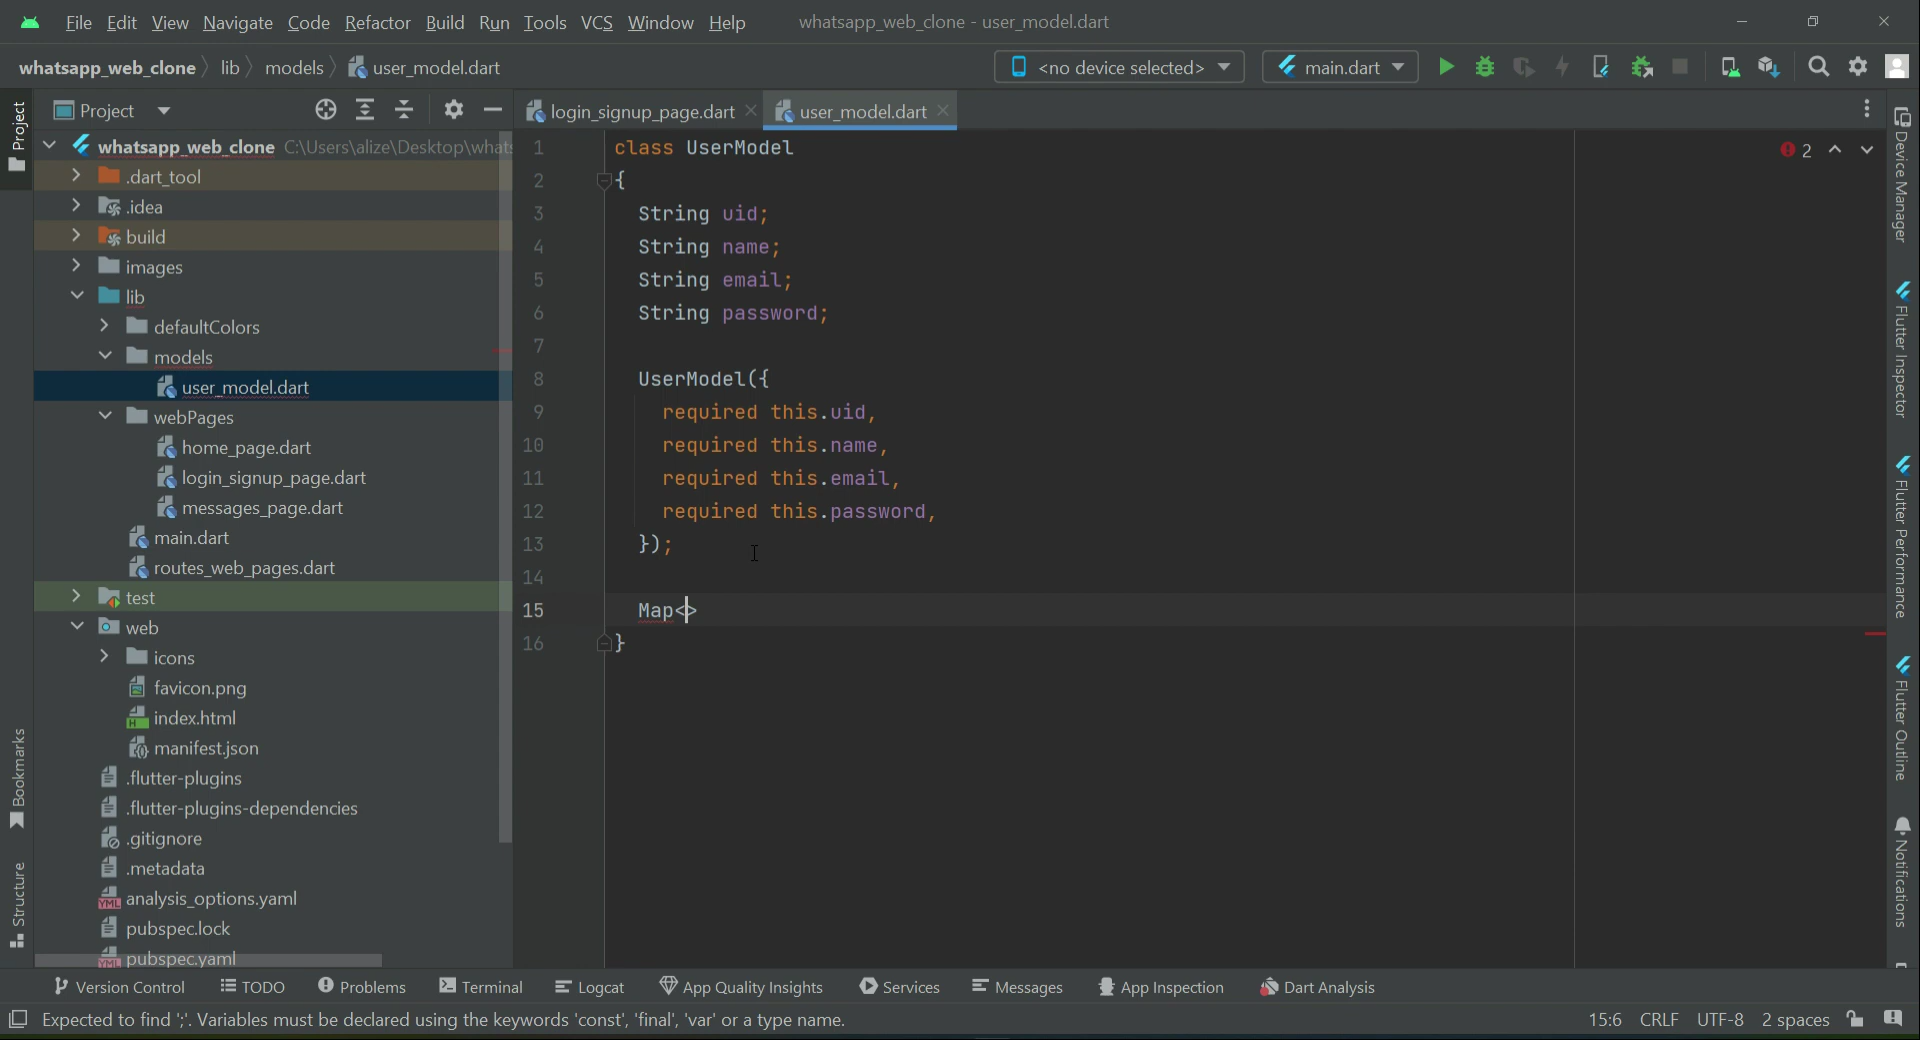 File Edit View Navigate Code Refactor Build Run Tools VCS Window Help whatsapp_web_clone - user_model.dart
whatsapp_web_clone lib models user_model.dart <no device selected> main.dart
Project login_signup_page.dart user_model.dart
whatsapp_web_clone C:\Users\alize\Desktop\whats
.dart_tool
.idea
build
images
lib
defaultColors
models
user_model.dart
webPages
home_page.dart
login_signup_page.dart
messages_page.dart
main.dart
routes_web_pages.dart
test
web
icons
favicon.png
index.html
manifest.json
.flutter-plugins
.flutter-plugins-dependencies
.gitignore
.metadata
analysis_options.yaml
pubspec.lock
pubspec.yaml
1 class UserModel
2 {
3 String uid;
4 String name;
5 String email;
6 String password;
7
8 UserModel({
9 required this.uid,
10 required this.name,
11 required this.email,
12 required this.password,
13 });
14
15 Map<>
16 }
2
Project
Bookmarks
Structure
Device Manager
Flutter Inspector
Flutter Performance
Flutter Outline
Notifications
Version Control TODO Problems Terminal Logcat App Quality Insights Services Messages App Inspection Dart Analysis
Expected to find ';'. Variables must be declared using the keywords 'const', 'final', 'var' or a type name. 15:6 CRLF UTF-8 2 spaces